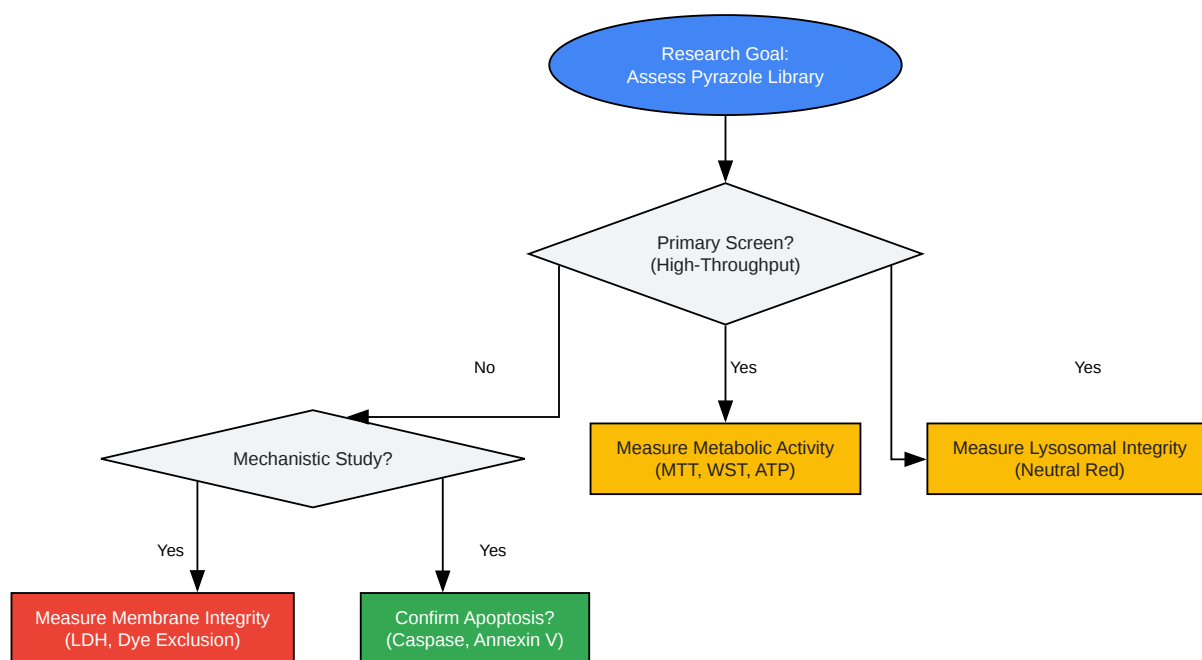 Research Goal:
Assess Pyrazole Library
Primary Screen?
(High-Throughput)
No
Yes
Yes
Mechanistic Study?
Measure Metabolic Activity
(MTT, WST, ATP)
Measure Lysosomal Integrity
(Neutral Red)
Yes
Yes
Measure Membrane Integrity
(LDH, Dye Exclusion)
Confirm Apoptosis?
(Caspase, Annexin V)